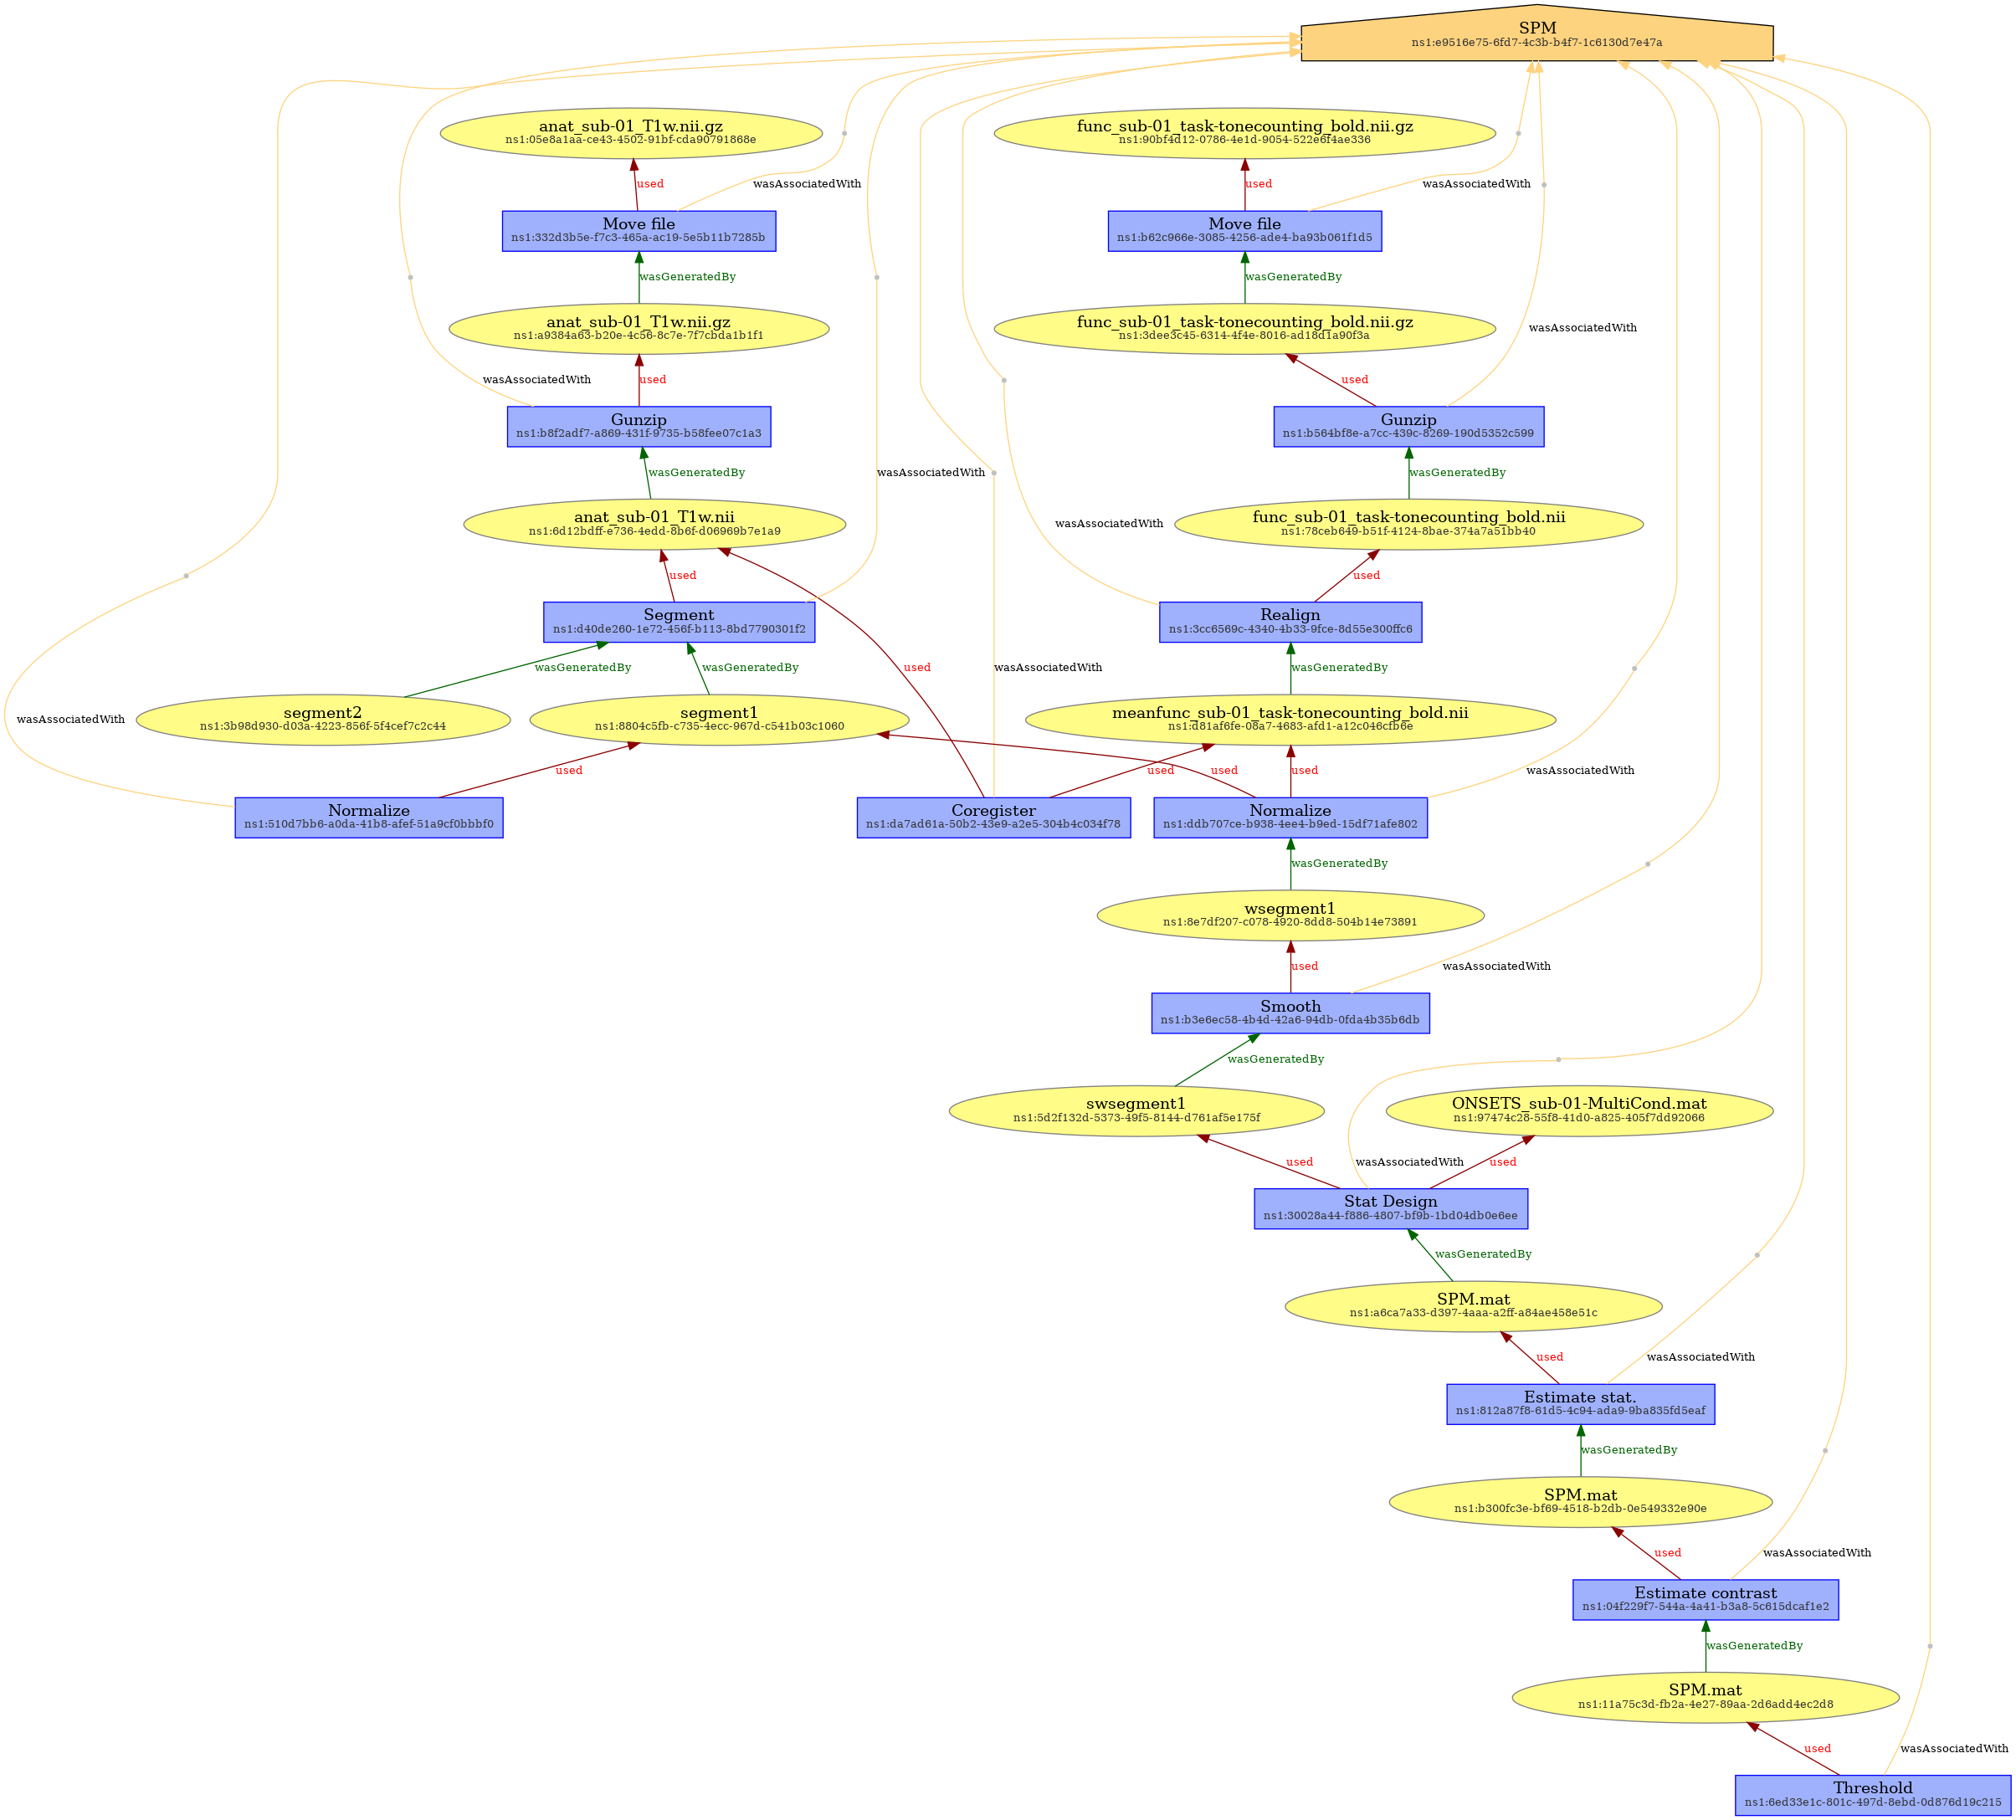 SPM
ns1:e9516e75-6fd7-4c3b-b4f7-1c6130d7e47a
anat_sub-01_T1w.nii.gz
ns1:05e8a1aa-ce43-4502-91bf-cda90791868e
func_sub-01_task-tonecounting_bold.nii.gz
ns1:90bf4d12-0786-4e1d-9054-522e6f4ae336
used
wasAssociatedWith
used
wasAssociatedWith
Move file
ns1:332d3b5e-f7c3-465a-ac19-5e5b11b7285b
Move file
ns1:b62c966e-3085-4256-ade4-ba93b061f1d5
wasGeneratedBy
wasGeneratedBy
anat_sub-01_T1w.nii.gz
ns1:a9384a63-b20e-4c56-8c7e-7f7cbda1b1f1
func_sub-01_task-tonecounting_bold.nii.gz
ns1:3dee3c45-6314-4f4e-8016-ad18d1a90f3a
wasAssociatedWith
wasAssociatedWith
used
used
Gunzip
ns1:b8f2adf7-a869-431f-9735-b58fee07c1a3
Gunzip
ns1:b564bf8e-a7cc-439c-8269-190d5352c599
wasGeneratedBy
wasAssociatedWith
wasGeneratedBy
anat_sub-01_T1w.nii
ns1:6d12bdff-e736-4edd-8b6f-d06969b7e1a9
wasAssociatedWith
func_sub-01_task-tonecounting_bold.nii
ns1:78ceb649-b51f-4124-8bae-374a7a51bb40
used
used
Segment
ns1:d40de260-1e72-456f-b113-8bd7790301f2
Realign
ns1:3cc6569c-4340-4b33-9fce-8d55e300ffc6
wasGeneratedBy
wasGeneratedBy
used
wasAssociatedWith
wasGeneratedBy
wasAssociatedWith
segment2
ns1:3b98d930-d03a-4223-856f-5f4cef7c2c44
segment1
ns1:8804c5fb-c735-4ecc-967d-c541b03c1060
meanfunc_sub-01_task-tonecounting_bold.nii
ns1:d81af6fe-08a7-4683-afd1-a12c046cfb6e
used
used
used
used
wasAssociatedWith
Normalize
ns1:510d7bb6-a0da-41b8-afef-51a9cf0bbbf0
Coregister
ns1:da7ad61a-50b2-43e9-a2e5-304b4c034f78
Normalize
ns1:ddb707ce-b938-4ee4-b9ed-15df71afe802
wasGeneratedBy
wsegment1
ns1:8e7df207-c078-4920-8dd8-504b14e73891
used
wasAssociatedWith
Smooth
ns1:b3e6ec58-4b4d-42a6-94db-0fda4b35b6db
wasGeneratedBy
swsegment1
ns1:5d2f132d-5373-49f5-8144-d761af5e175f
ONSETS_sub-01-MultiCond.mat
ns1:97474c28-55f8-41d0-a825-405f7dd92066
used
wasAssociatedWith
used
Stat Design
ns1:30028a44-f886-4807-bf9b-1bd04db0e6ee
wasGeneratedBy
SPM.mat
ns1:a6ca7a33-d397-4aaa-a2ff-a84ae458e51c
used
wasAssociatedWith
Estimate stat.
ns1:812a87f8-61d5-4c94-ada9-9ba835fd5eaf
wasGeneratedBy
SPM.mat
ns1:b300fc3e-bf69-4518-b2db-0e549332e90e
used
wasAssociatedWith
Estimate contrast
ns1:04f229f7-544a-4a41-b3a8-5c615dcaf1e2
wasGeneratedBy
SPM.mat
ns1:11a75c3d-fb2a-4e27-89aa-2d6add4ec2d8
used
wasAssociatedWith
Threshold
ns1:6ed33e1c-801c-497d-8ebd-0d876d19c215